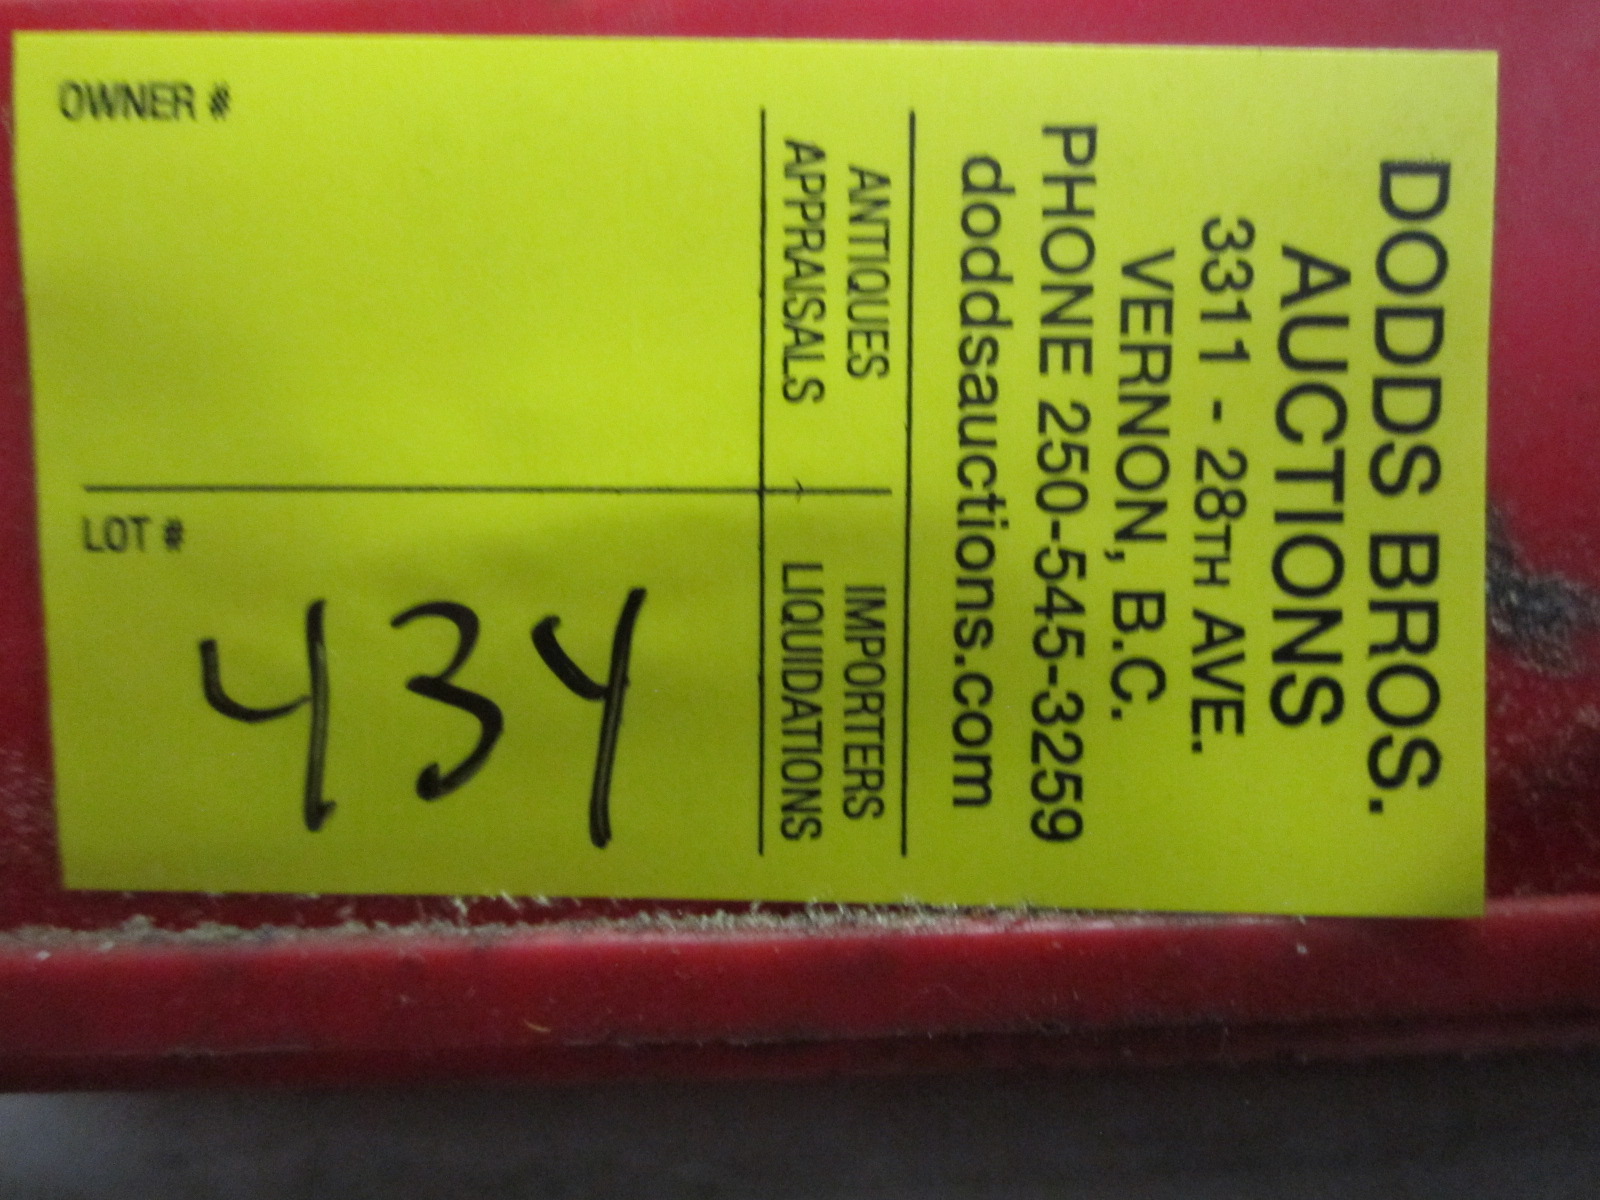 DODDS BROS.
AUCTIONS
3311 - 28TH AVE.
VERNON, B.C.
PHONE 250-545-3259
doddsauctions.com
ANTIQUES IMPORTERS
APPRAISALS LIQUIDATIONS
OWNER #
LOT #
434